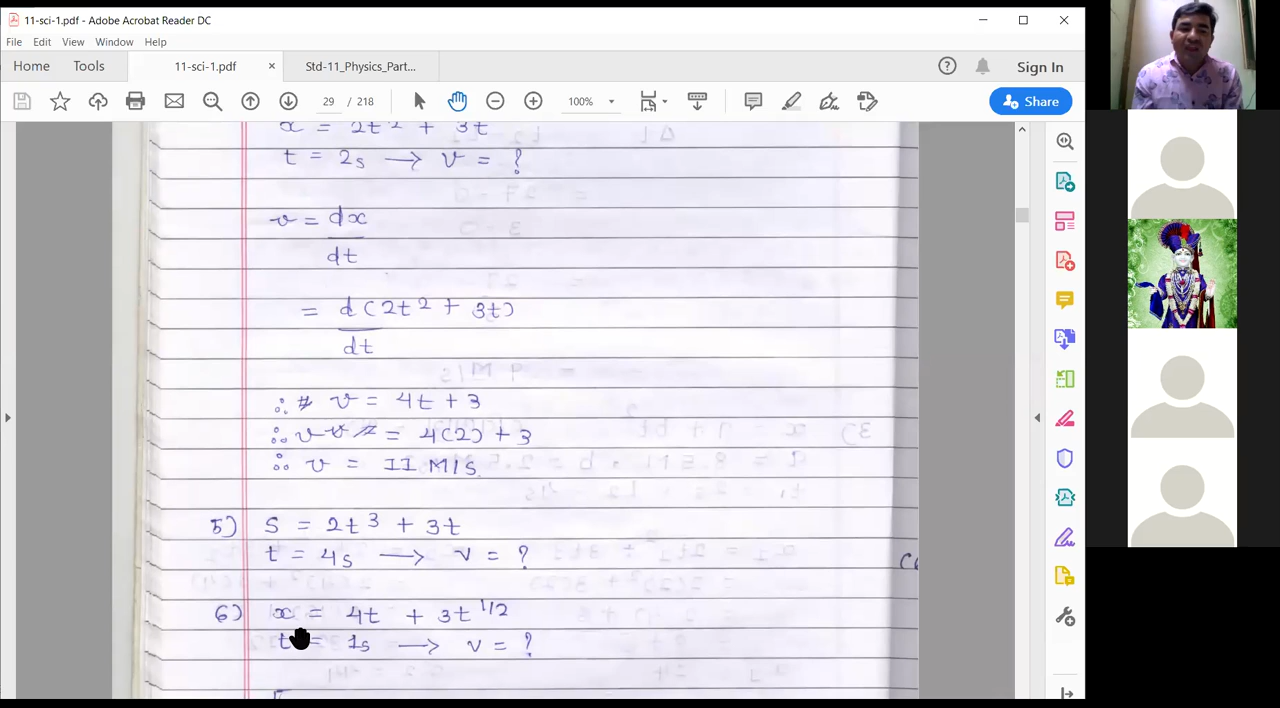 11-sci-1.pdf - Adobe Acrobat Reader DC
File Edit View Window Help
Home Tools 11-sci-1.pdf × Std-11_Physics_Part... Sign In
29 / 218 100% Share
x = 2t² + 3t
t = 2s → v = ?
v = dx
dt
= d (2t² + 3t)
dt
∴ v = 4t + 3
∴ v = 4(2) + 3
∴ v = 11 M/s
5) S = 2t³ + 3t
t = 4s → v = ?
6) x = 4t + 3t^1/2
t = 1s → v = ?